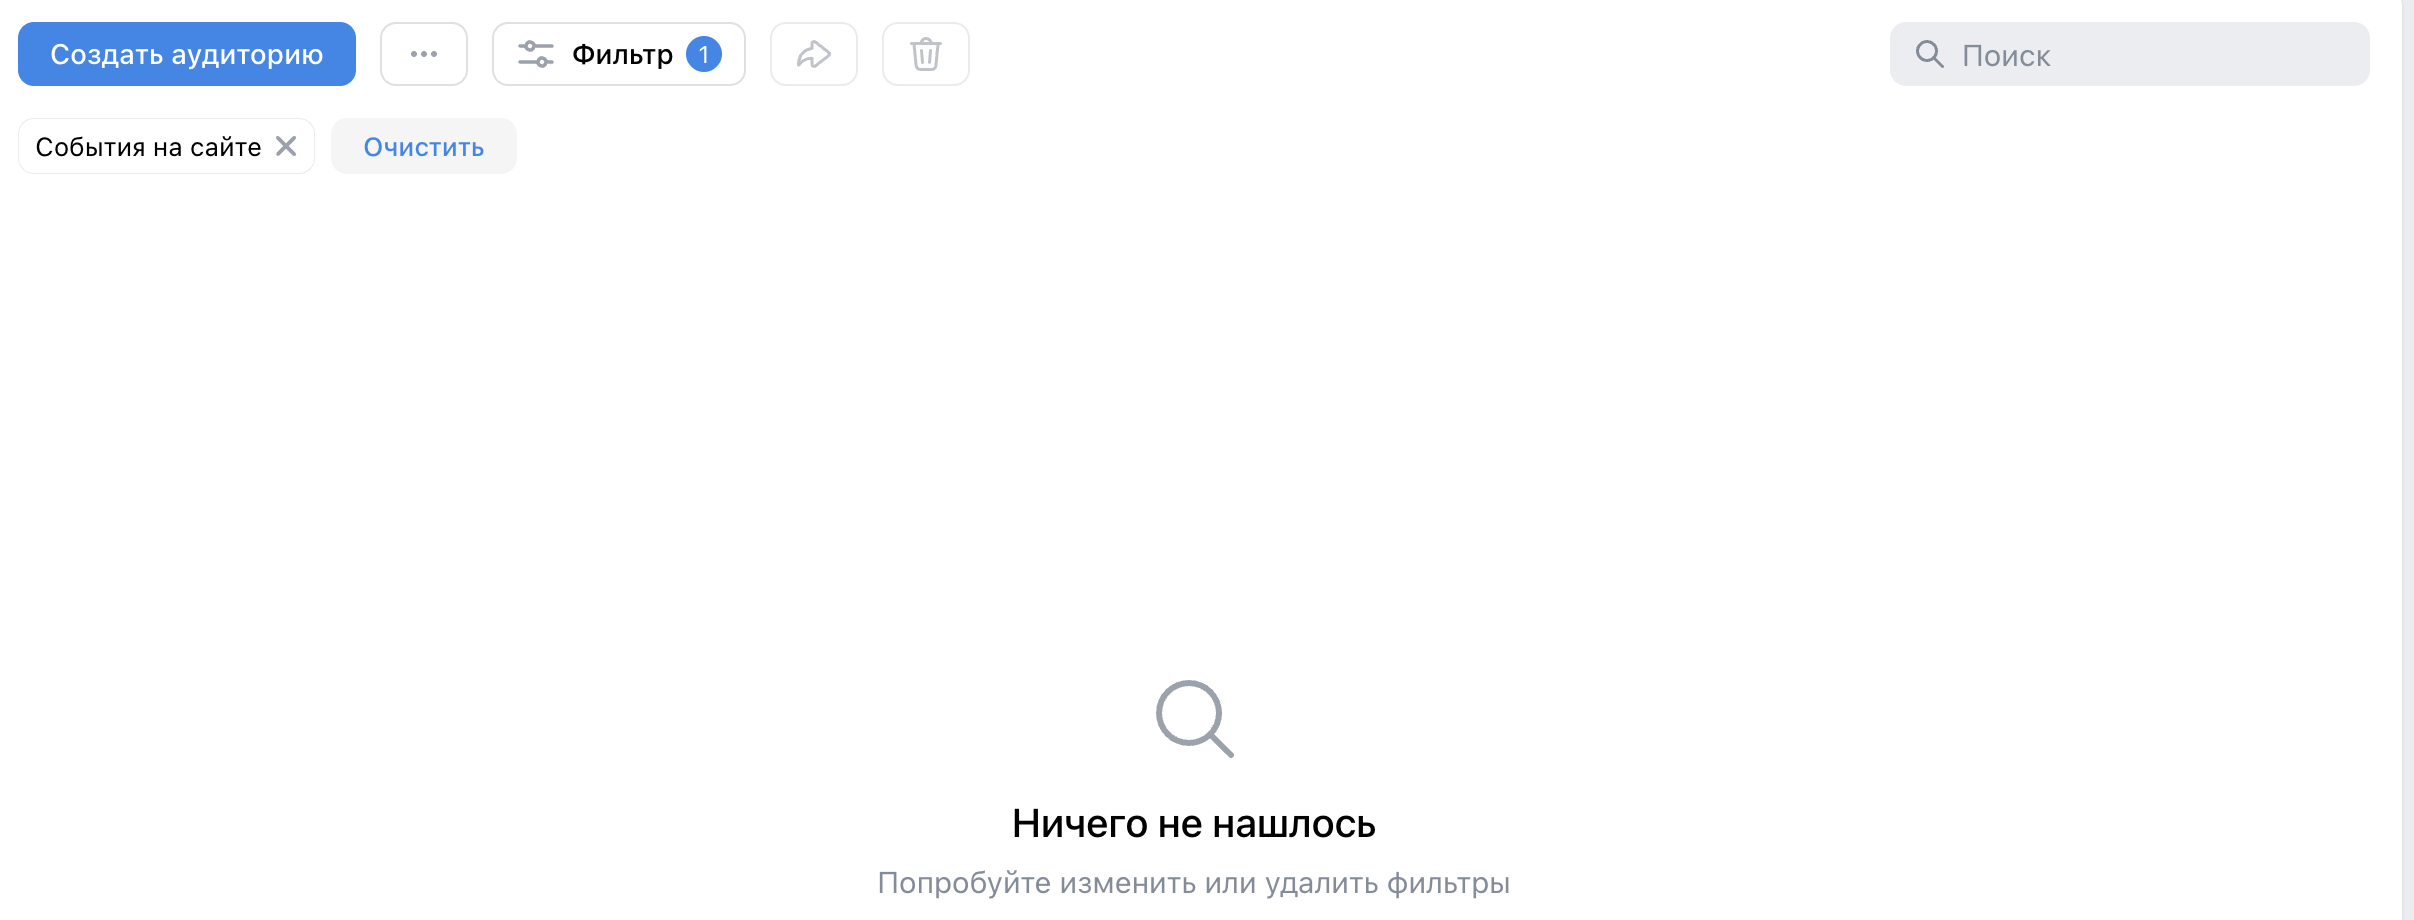 Создать аудиторию
Фильтр 1
Поиск
События на сайте
Очистить
Ничего не нашлось
Попробуйте изменить или удалить фильтры